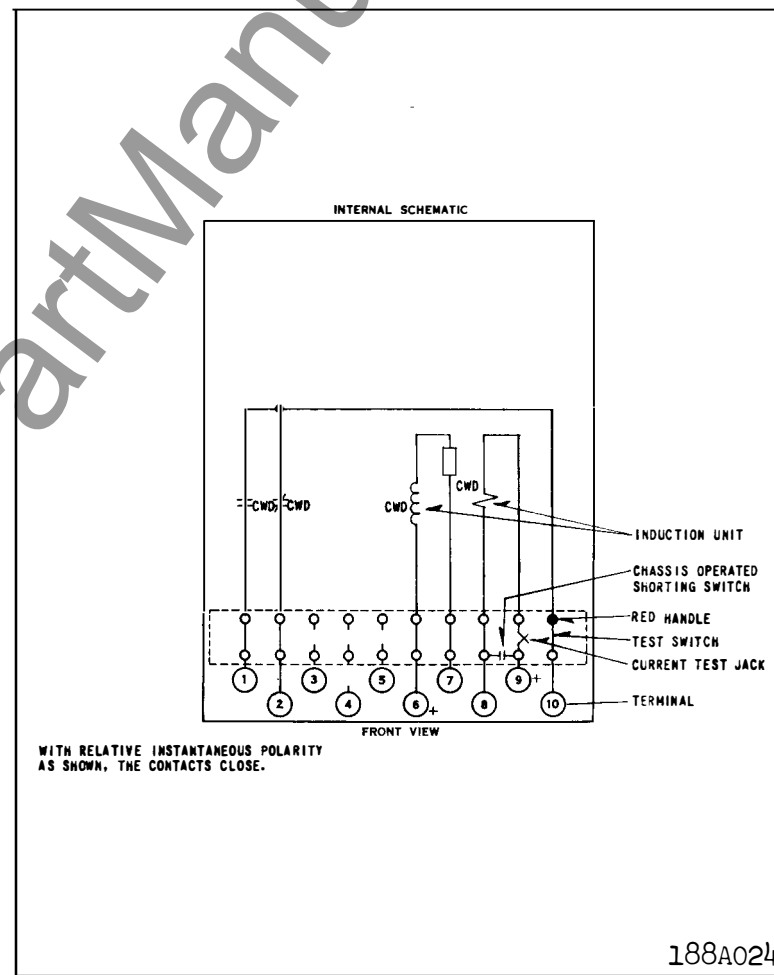 artManu
INTERNAL SCHEMATIC
CWD CWD CWD CWD
INDUCTION UNIT
CHASSIS OPERATED
SHORTING SWITCH
RED HANDLE
TEST SWITCH
CURRENT TEST JACK
1 3 5 7 9 +
2 4 6 + 8 10
TERMINAL
FRONT VIEW
WITH RELATIVE INSTANTANEOUS POLARITY
AS SHOWN, THE CONTACTS CLOSE.
188A024